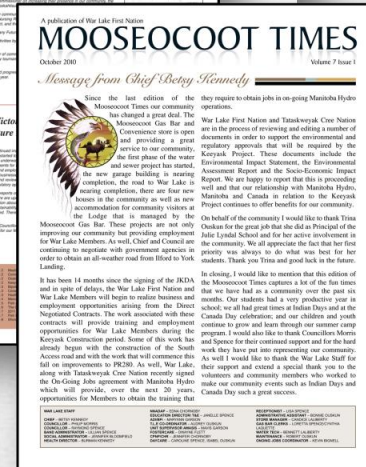 A publication of War Lake First Nation
MOOSEOCOOT TIMES
October 2010
Volume 7 Issue 1
Message from Chief Betsy Kennedy
Since the last edition of the
Mooseocoot Times our community
has changed a great deal. The
Mooseocoot Gas Bar and
Convenience store is open
and providing a great
service to our community,
the first phase of the water
and sewer project has started,
the new garage building is nearing
completion, the road to War Lake is
nearing completion, there are four new
houses in the community as well as new
accommodation for community visitors at
the Lodge that is managed by the
Mooseocoot Gas Bar. These projects are not only
improving our community but providing employment
for War Lake Members. As well, Chief and Council are
continuing to negotiate with government agencies in
order to obtain an all-weather road from Ilford to York
Landing.
It has been 14 months since the signing of the JKDA
and in spite of delays, the War Lake First Nation and
War Lake Members will begin to realize business and
employment opportunities arising from the Direct
Negotiated Contracts. The work associated with these
contracts will provide training and employment
opportunities for War Lake Members during the
Keeyask Construction period. Some of this work has
already begun with the construction of the South
Access road and with the work that will commence this
fall on improvements to PR280. As well, War Lake,
along with Tataskweyak Cree Nation recently signed
the On-Going Jobs agreement with Manitoba Hydro
which will provide, over the next 20 years,
opportunities for Members to obtain the training that
they require to obtain jobs in on-going Manitoba Hydro
operations.
War Lake First Nation and Tataskweyak Cree Nation
are in the process of reviewing and editing a number of
documents in order to support the environmental and
regulatory approvals that will be required by the
Keeyask Project. These documents include the
Environmental Impact Statement, the Environmental
Assessment Report and the Socio-Economic Impact
Report. We are happy to report that this is proceeding
well and that our relationship with Manitoba Hydro,
Manitoba and Canada in relation to the Keeyask
Project continues to offer benefits for our community.
On behalf of the community I would like to thank Trina
Ouskun for the great job that she did as Principal of the
Julie Lyadal School and for her active involvement in
the community. We all appreciate the fact that her first
priority was always to do what was best for her
students. Thank you Trina and good luck in the future.
In closing, I would like to mention that this edition of
the Mooseocoot Times captures a lot of the fun times
that we have had as a community over the past six
months. Our students had a very productive year in
school; we all had great times at Indian Days and at the
Canada Day celebration; and our children and youth
continue to grow and learn through our summer camp
program. I would also like to thank Councillors Morris
and Spence for their continued support and for the hard
work they have put into representing our community.
As well I would like to thank the War Lake Staff for
their support and extend a special thank you to the
volunteers and community members who worked to
make our community events such as Indian Days and
Canada Day such a great success.
WAR LAKE STAFF
CHIEF - BETSY KENNEDY